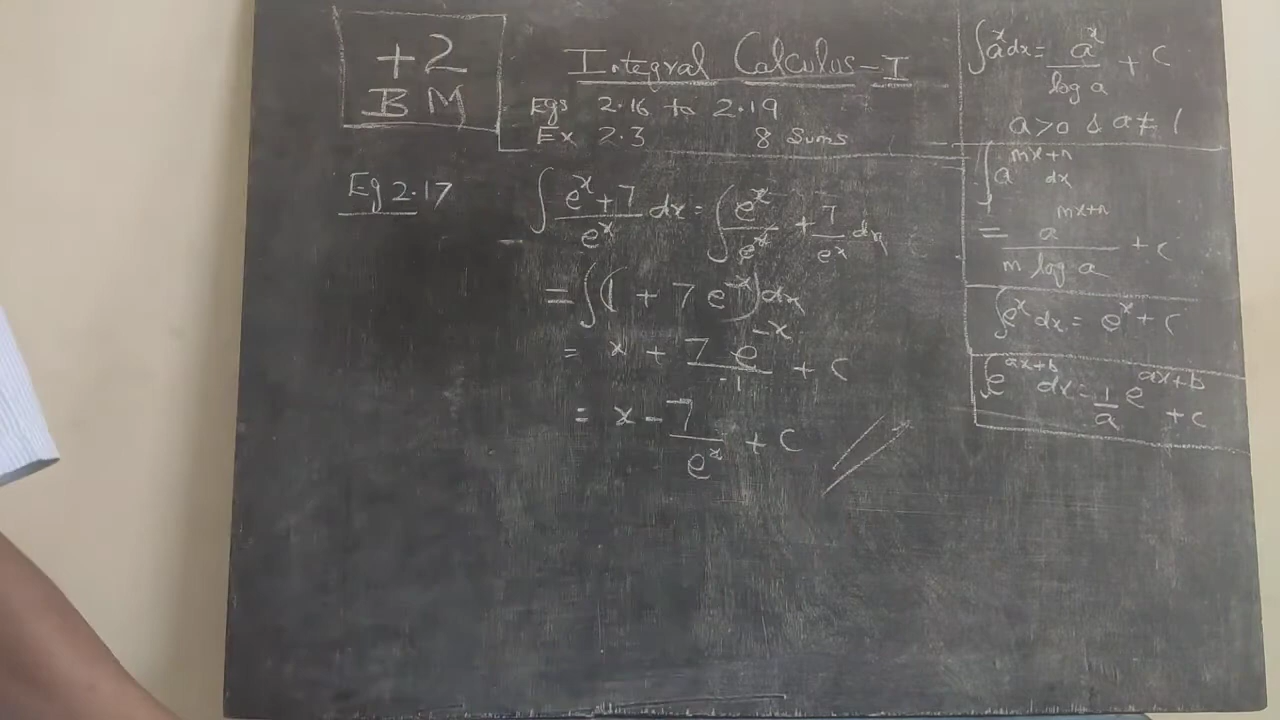 +2
BM
Integral Calculus - I
Egs 2.16 to 2.19
Ex 2.3 8 Sums
Eg 2.17
∫ (e^x + 7)/e^x dx = ∫ e^x/e^x + 7/e^x dx
= ∫(1 + 7 e^-x) dx
= x + 7 e^-x/-1 + c
= x - 7/e^x + c
∫a^x dx = a^x/log a + c
a>0 & a≠1
∫a^(mx+n) dx
= a^(mx+n)/(m log a) + c
∫e^x dx = e^x + c
∫e^(ax+b) dx = 1/a e^(ax+b) + c